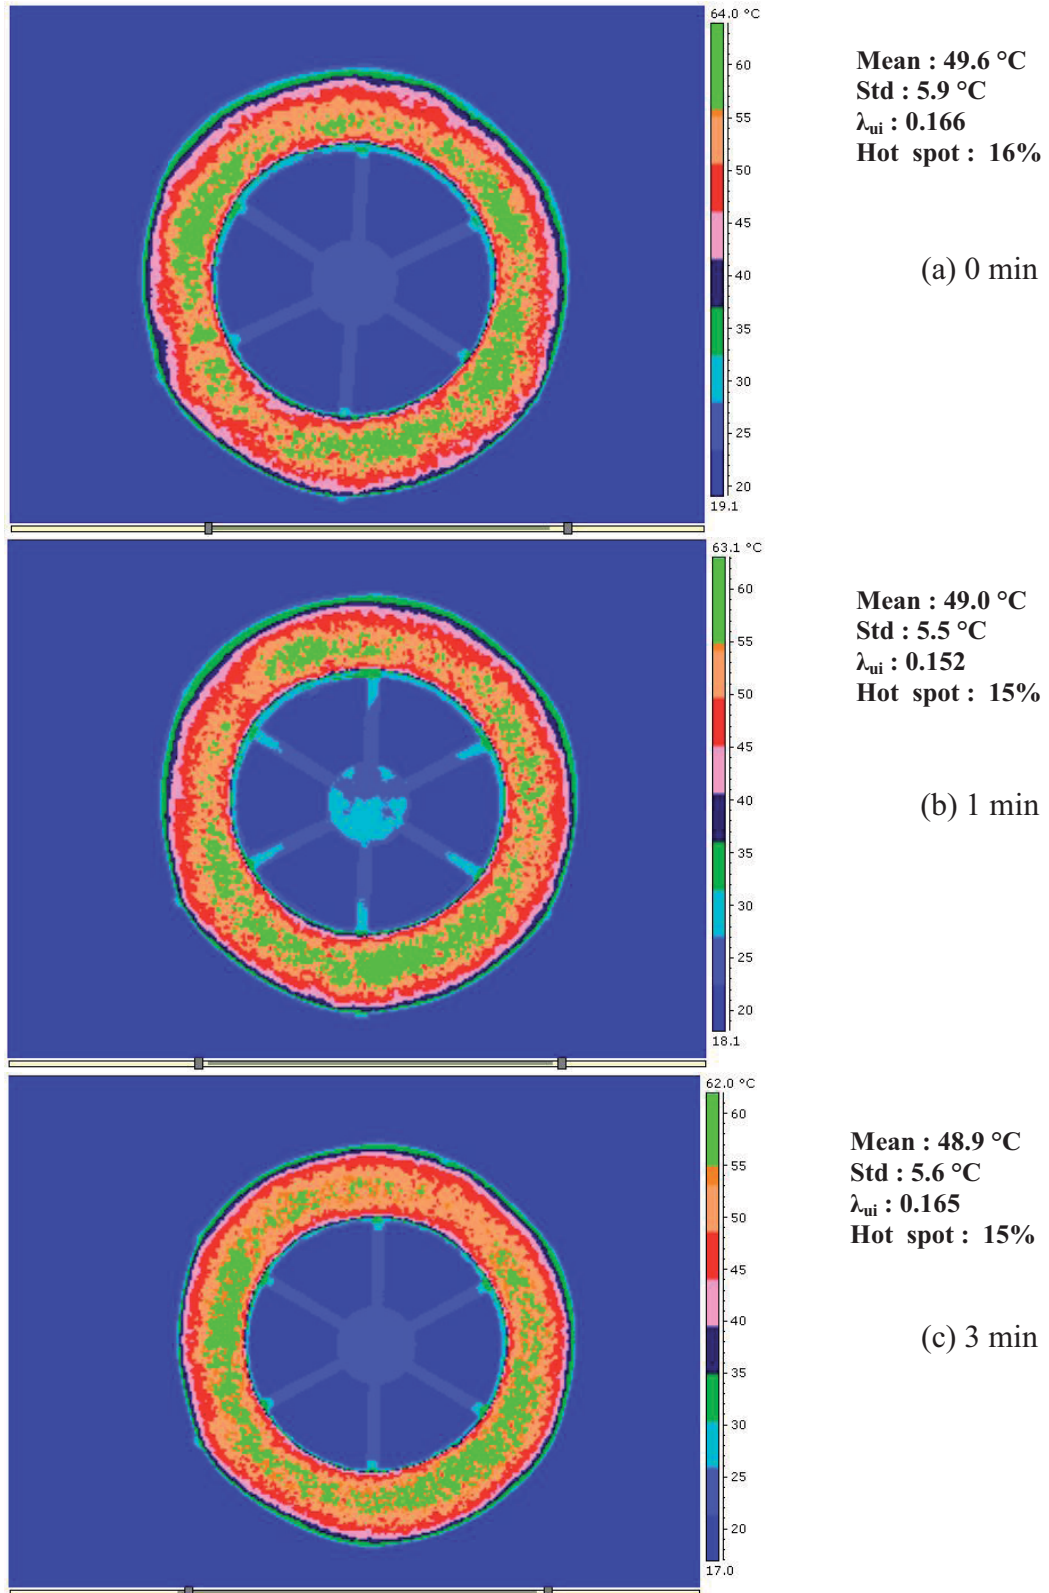 64.0 °C
60
55
50
45
40
35
30
25
20
19.1
Mean : 49.6 °C
Std : 5.9 °C
λui : 0.166
Hot spot : 16%
(a) 0 min
63.1 °C
60
55
50
45
40
35
30
25
20
18.1
Mean : 49.0 °C
Std : 5.5 °C
λui : 0.152
Hot spot : 15%
(b) 1 min
62.0 °C
60
55
50
45
40
35
30
25
20
17.0
Mean : 48.9 °C
Std : 5.6 °C
λui : 0.165
Hot spot : 15%
(c) 3 min